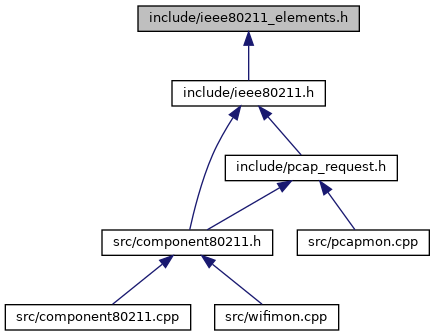 include/ieee80211_elements.h
include/ieee80211.h
include/pcap_request.h
src/component80211.h
src/pcapmon.cpp
src/component80211.cpp
src/wifimon.cpp